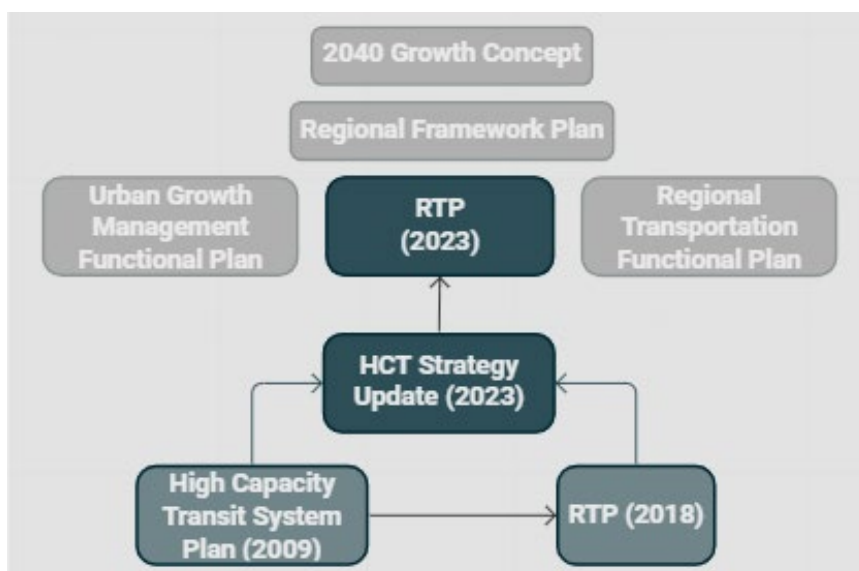 2040 Growth Concept
Regional Framework Plan
Urban Growth
Management
Functional Plan
RTP
(2023)
Regional
Transportation
Functional Plan
HCT Strategy
Update (2023)
High Capacity
Transit System
Plan (2009)
RTP (2018)